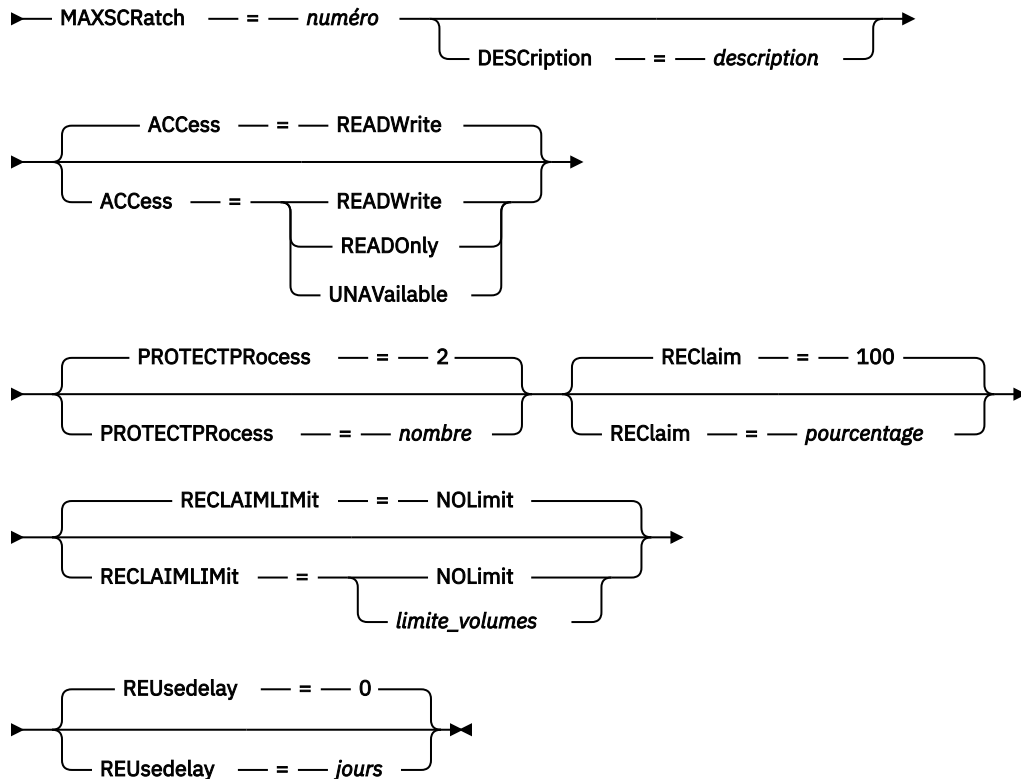 MAXSCRatch = numéro
DESCription = description
ACCess = READWrite
ACCess = READWrite
READOnly
UNAVailable
PROTECTPRocess = 2 REClaim = 100
PROTECTPRocess = nombre REClaim = pourcentage
RECLAIMLIMit = NOLimit
RECLAIMLIMit = NOLimit
limite_volumes
REUsedelay = 0
REUsedelay = jours